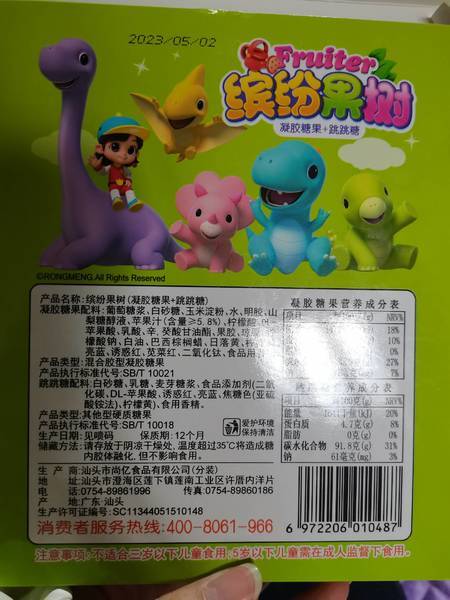 2023/05/02
Fruiter
缤纷果树
凝胶糖果+跳跳糖
©RONGMENG.All Rights Reserved
产品名称:缤纷果树(凝胶糖果+跳跳糖)
凝胶糖果配料:葡萄糖浆、白砂糖、玉米淀粉、水、明胶、山
梨糖醇液、苹果汁(含量≥5.8%)、柠檬酸、
苹果酸、乳酸、辛、癸酸甘油酯、果胶、
檬酸钠、白油、巴西棕榈蜡、日落黄、
亮蓝、诱惑红、苋菜红、二氧化钛、食用
产品类型:混合胶型凝胶糖果
产品执行标准代号:SB/T 10021
跳跳糖配料:白砂糖、乳糖、麦芽糖浆、食品添加剂(二氧
化碳、DL-苹果酸、诱惑红、亮蓝、焦糖色(亚硫
酸铵法)、柠檬黄)、食用香精。
产品类型:其他型硬质糖果
产品执行标准代号:SB/T 10018
生产日期:见喷码 保质期:12个月
储藏方法:请存放于阴凉干燥处,温度超过35℃将造成糖
内胶体融化,但不影响食用。
爱护环境
保持清洁
凝胶糖果营养成分表
NRV%
18%
10%
0%
27%
7%
养成分表
NRV%
能量 20%
蛋白质 4.7克(g) 8%
脂肪 0克(g) 0%
碳水化合物 91.8克(g) 31%
钠 61毫克(mg) 3%
生 产 商:汕头市尚亿食品有限公司(分装)
地 址:汕头市澄海区莲下镇莲南工业区许厝内洋片
电 话:0754-89861996 传真:0754-89860186
产 地:广东·汕头
生产许可证编号:SC11344051510148
消费者服务热线:400-8061-966
6 972206 010487
注意事项:不适合三岁以下儿童食用,5岁以下儿童需在成人监督下食用。